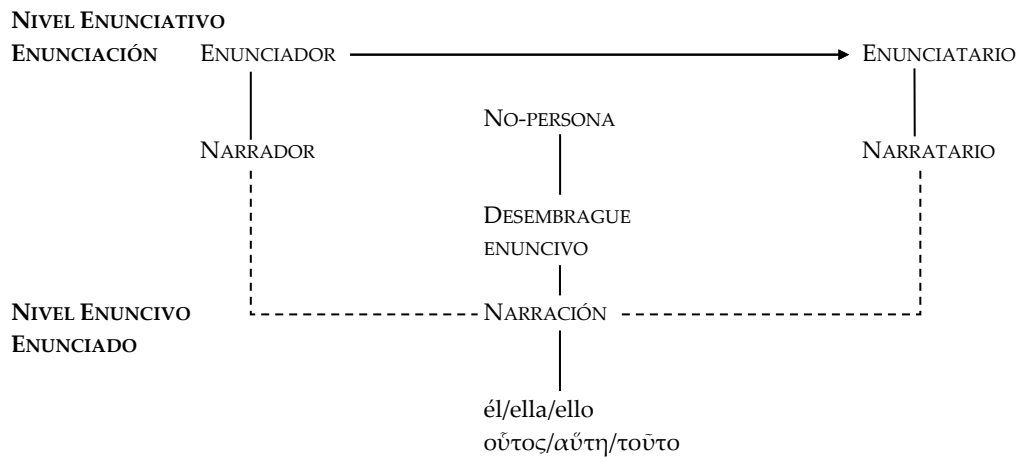 NIVEL ENUNCIATIVO
ENUNCIACIÓN ENUNCIADOR ENUNCIATARIO
NO-PERSONA
NARRADOR NARRATARIO
DESEMBRAGUE
ENUNCIVO
NIVEL ENUNCIVO NARRACIÓN
ENUNCIADO
él/ella/ello
οὗτος/αὕτη/τοῦτο